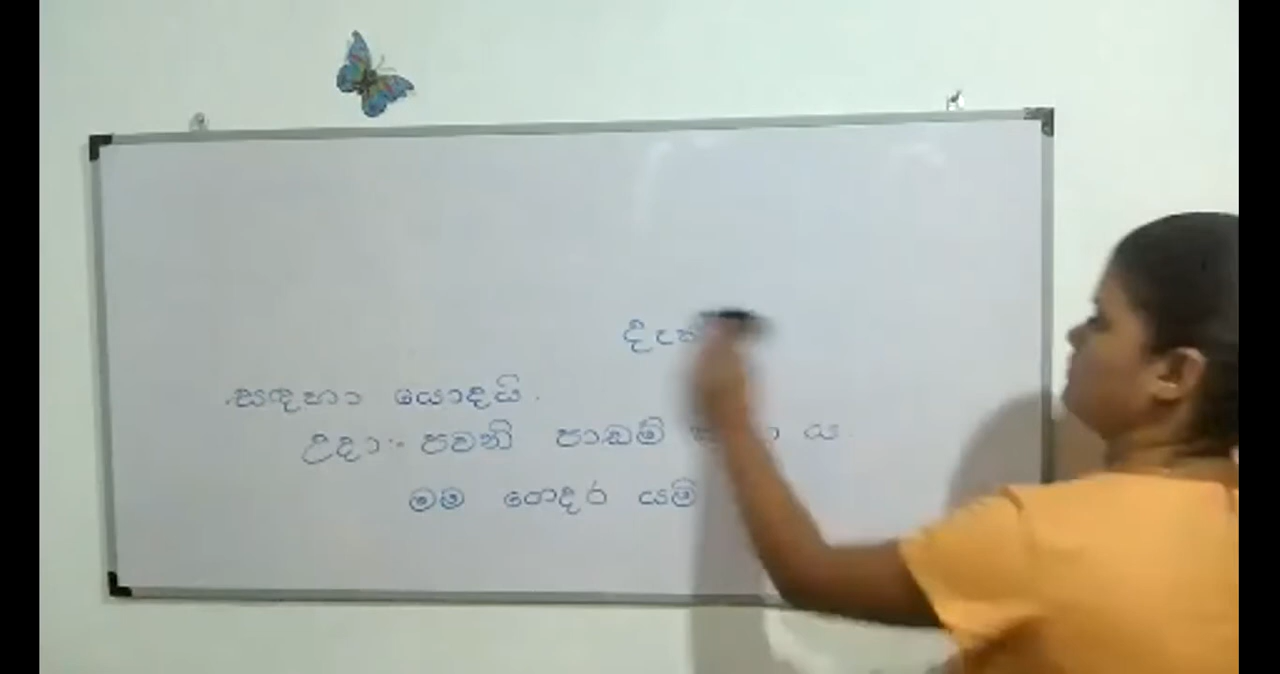 සඳහා යොදයි.
උදා:- පවනි පාඩම් ය.
මම ගෙදර යමි